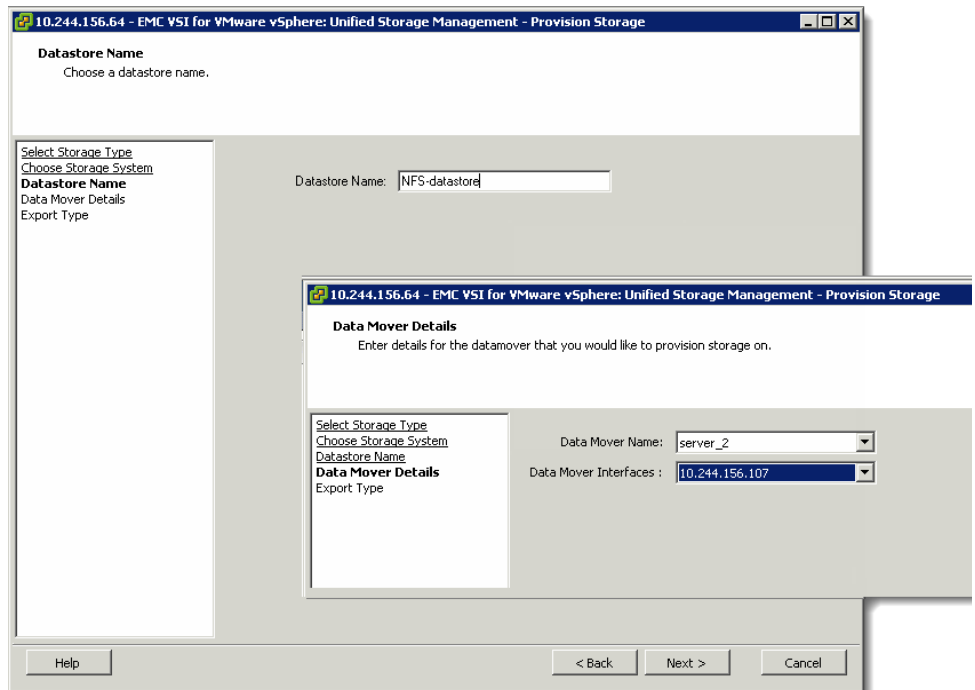 10.244.156.64 - EMC VSI for VMware vSphere: Unified Storage Management - Provision Storage
Datastore Name
Choose a datastore name.
Select Storage Type
Choose Storage System
Datastore Name
Data Mover Details
Export Type
Datastore Name: NFS-datastore
10.244.156.64 - EMC VSI for VMware vSphere: Unified Storage Management - Provision Storage
Data Mover Details
Enter details for the datamover that you would like to provision storage on.
Select Storage Type
Choose Storage System
Datastore Name
Data Mover Details
Export Type
Data Mover Name: server_2
Data Mover Interfaces : 10.244.156.107
Help
< Back
Next >
Cancel